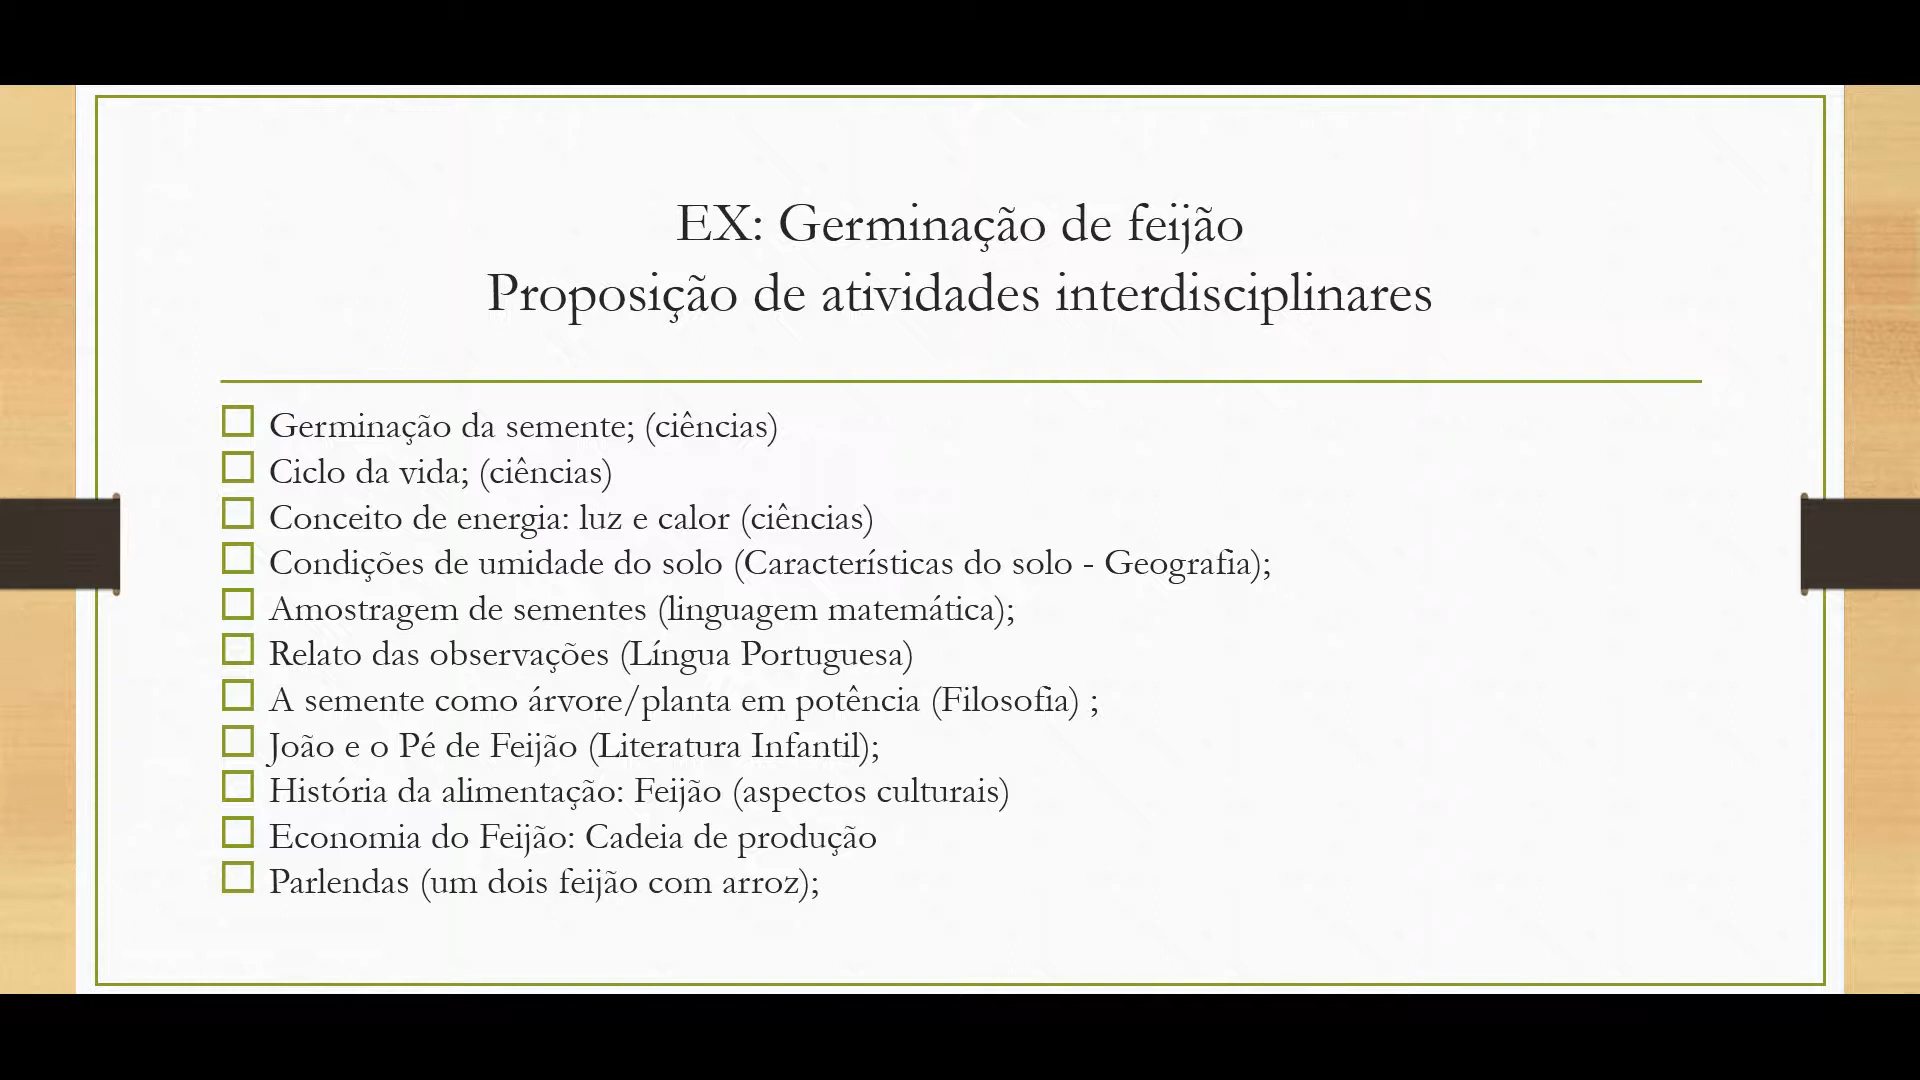 EX: Germinação de feijão
Proposição de atividades interdisciplinares
Germinação da semente; (ciências)
Ciclo da vida; (ciências)
Conceito de energia: luz e calor (ciências)
Condições de umidade do solo (Características do solo - Geografia);
Amostragem de sementes (linguagem matemática);
Relato das observações (Língua Portuguesa)
A semente como árvore/planta em potência (Filosofia) ;
João e o Pé de Feijão (Literatura Infantil);
História da alimentação: Feijão (aspectos culturais)
Economia do Feijão: Cadeia de produção
Parlendas (um dois feijão com arroz);